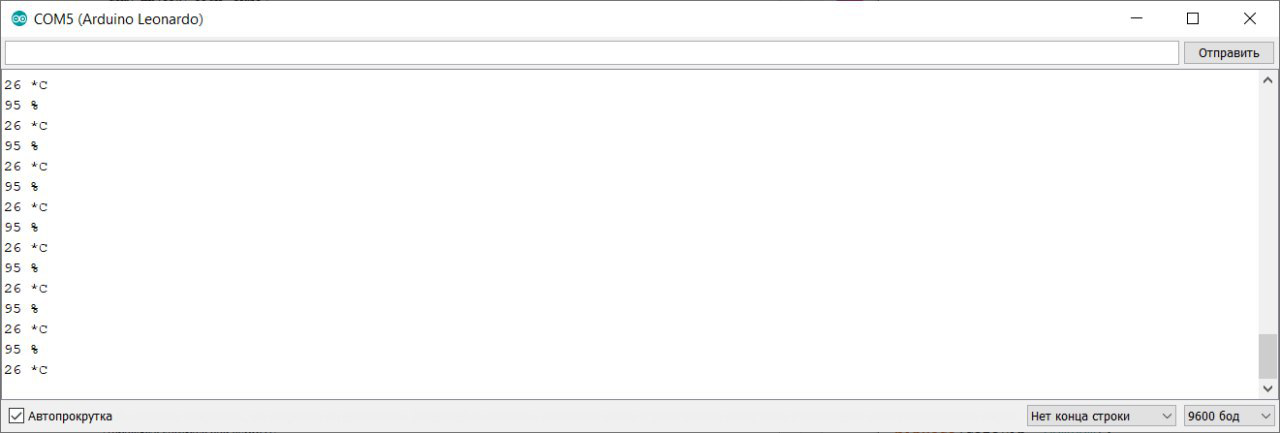 COM5 (Arduino Leonardo)
Отправить
26 *C
95 %
26 *C
95 %
26 *C
95 %
26 *C
95 %
26 *C
95 %
26 *C
95 %
26 *C
95 %
26 *C
Автопрокрутка
Нет конца строки
9600 бод